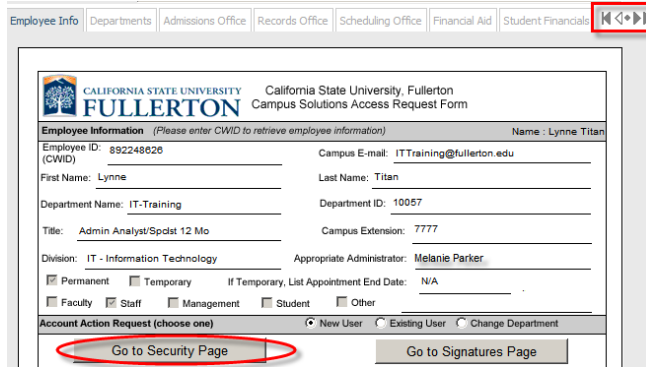 Employee Info Departments Admissions Office Records Office Scheduling Office Financial Aid Student Financials
CALIFORNIA STATE UNIVERSITY
FULLERTON
California State University, Fullerton
Campus Solutions Access Request Form
Employee Information (Please enter CWID to retrieve employee information) Name : Lynne Titan
Employee ID: 892248626 Campus E-mail: ITTraining@fullerton.edu
(CWID)
First Name: Lynne Last Name: Titan
Department Name: IT-Training Department ID: 10057
Title: Admin Analyst/Spclst 12 Mo Campus Extension: 7777
Division: IT - Information Technology Appropriate Administrator: Melanie Parker
Permanent Temporary If Temporary, List Appointment End Date: N/A
Faculty Staff Management Student Other
Account Action Request (choose one) New User Existing User Change Department
Go to Security Page Go to Signatures Page